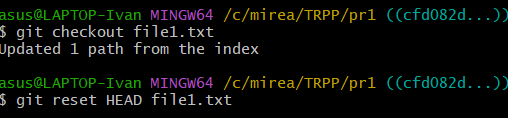 asus@LAPTOP-Ivan MINGW64 /c/mirea/TRPP/pr1 ((cfd082d...))
$ git checkout file1.txt
Updated 1 path from the index
asus@LAPTOP-Ivan MINGW64 /c/mirea/TRPP/pr1 ((cfd082d...))
$ git reset HEAD file1.txt